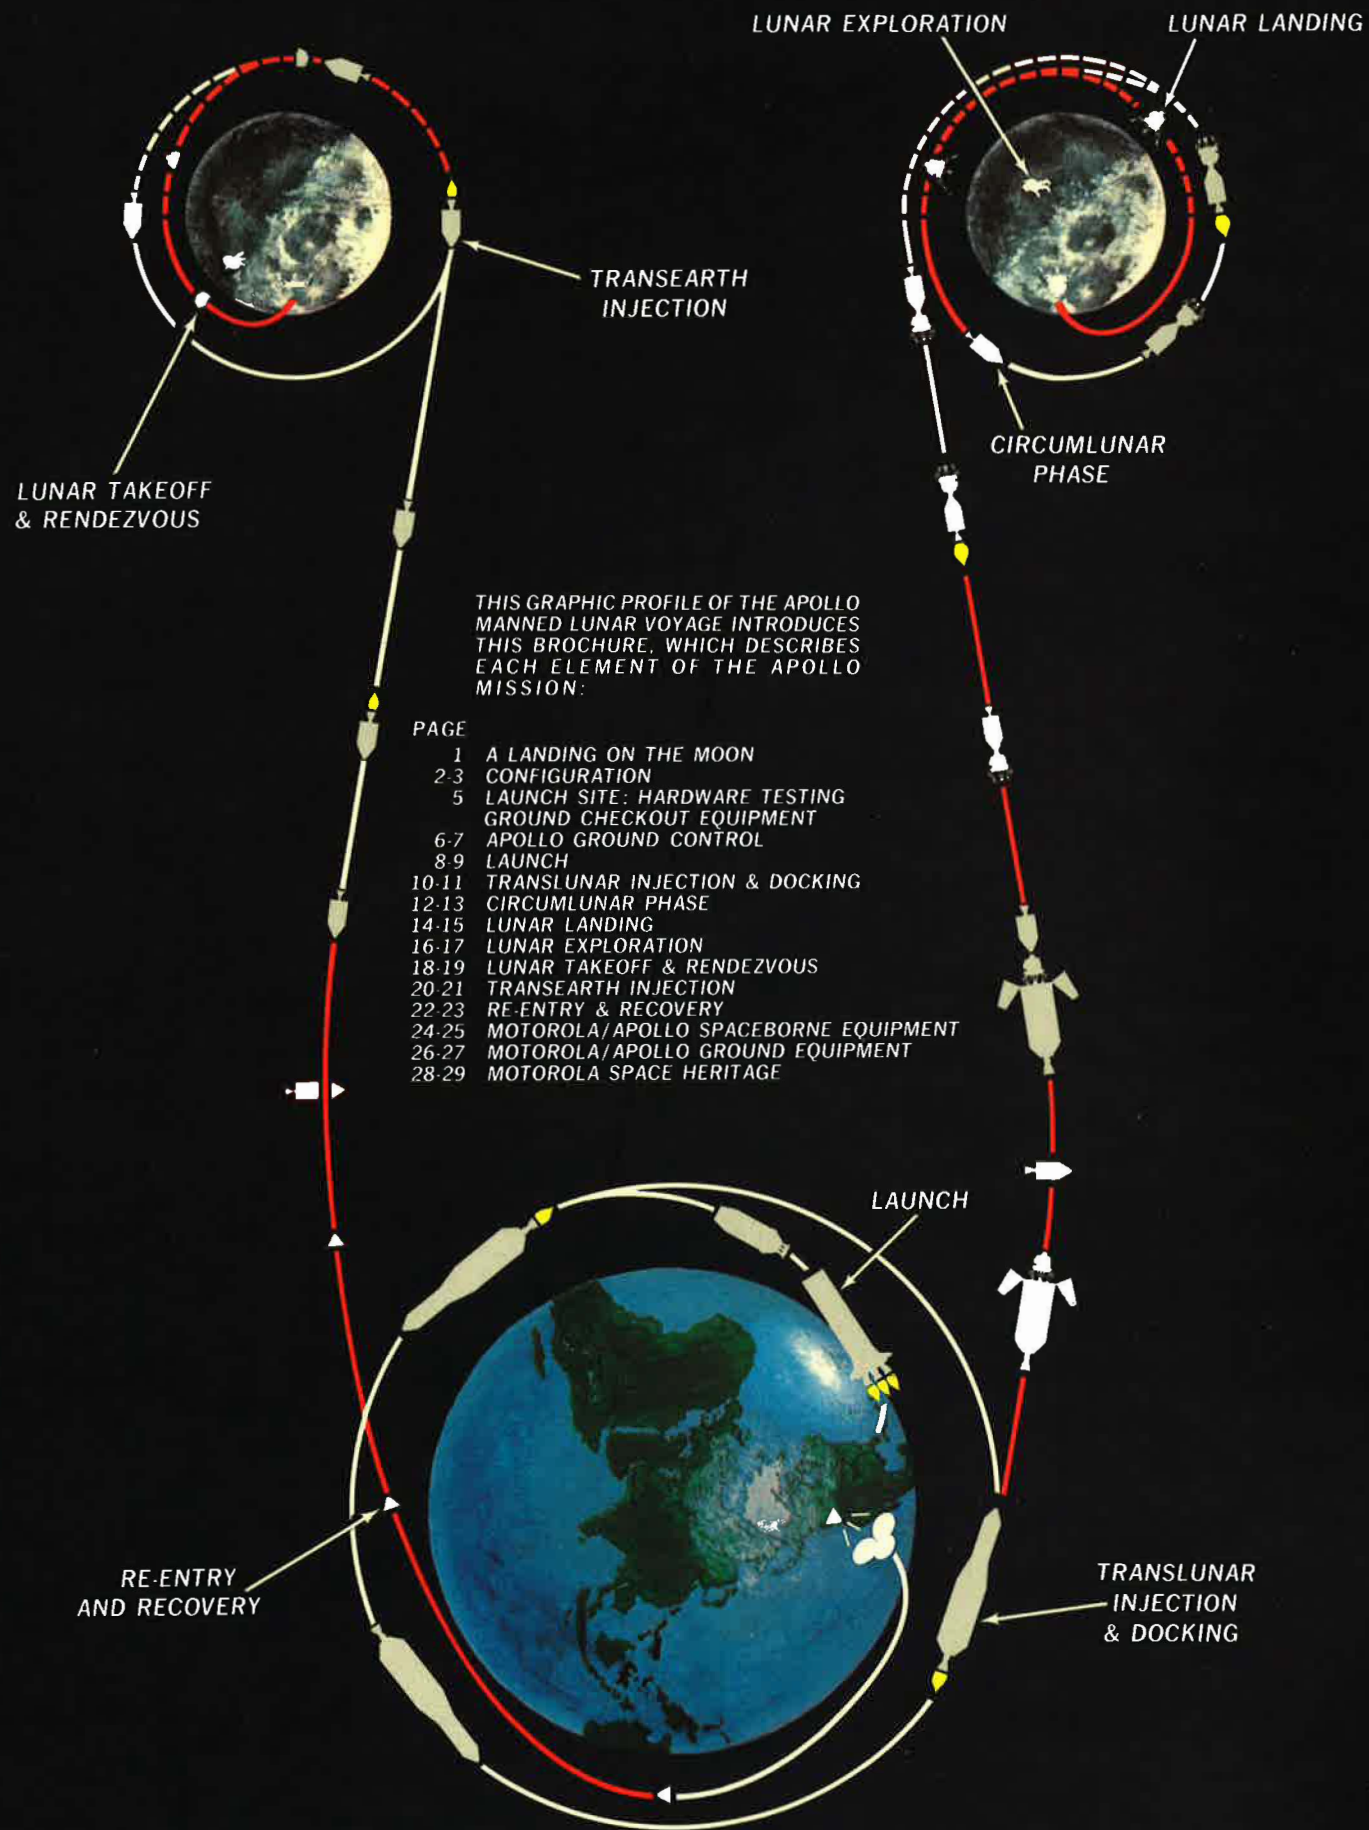 LUNAR EXPLORATION
LUNAR LANDING
TRANSEARTH
INJECTION
CIRCUMLUNAR
PHASE
LUNAR TAKEOFF
& RENDEZVOUS
THIS GRAPHIC PROFILE OF THE APOLLO
MANNED LUNAR VOYAGE INTRODUCES
THIS BROCHURE, WHICH DESCRIBES
EACH ELEMENT OF THE APOLLO
MISSION:
PAGE
1 A LANDING ON THE MOON
2-3 CONFIGURATION
5 LAUNCH SITE: HARDWARE TESTING
GROUND CHECKOUT EQUIPMENT
6-7 APOLLO GROUND CONTROL
8-9 LAUNCH
10-11 TRANSLUNAR INJECTION & DOCKING
12-13 CIRCUMLUNAR PHASE
14-15 LUNAR LANDING
16-17 LUNAR EXPLORATION
18-19 LUNAR TAKEOFF & RENDEZVOUS
20-21 TRANSEARTH INJECTION
22-23 RE-ENTRY & RECOVERY
24-25 MOTOROLA/APOLLO SPACEBORNE EQUIPMENT
26-27 MOTOROLA/APOLLO GROUND EQUIPMENT
28-29 MOTOROLA SPACE HERITAGE
LAUNCH
RE-ENTRY
AND RECOVERY
TRANSLUNAR
INJECTION
& DOCKING